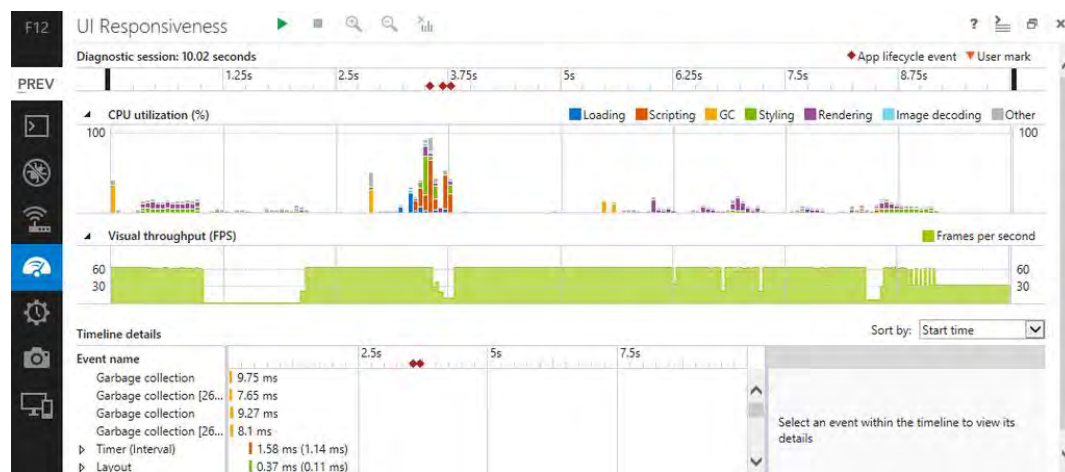 F12 UI Responsiveness ?
Diagnostic session: 10.02 seconds App lifecycle event User mark
PREV
1.25s 2.5s 3.75s 5s 6.25s 7.5s 8.75s
CPU utilization (%) Loading Scripting GC Styling Rendering Image decoding Other
100 100
Visual throughput (FPS) Frames per second
60 60
30 30
Timeline details Sort by: Start time
Event name 2.5s 5s 7.5s
Garbage collection 9.75 ms
Garbage collection [26... 7.65 ms
Garbage collection 9.27 ms
Garbage collection [26... 8.1 ms
Timer (Interval) 1.58 ms (1.14 ms)
Layout 0.37 ms (0.11 ms)
Select an event within the timeline to view its
details